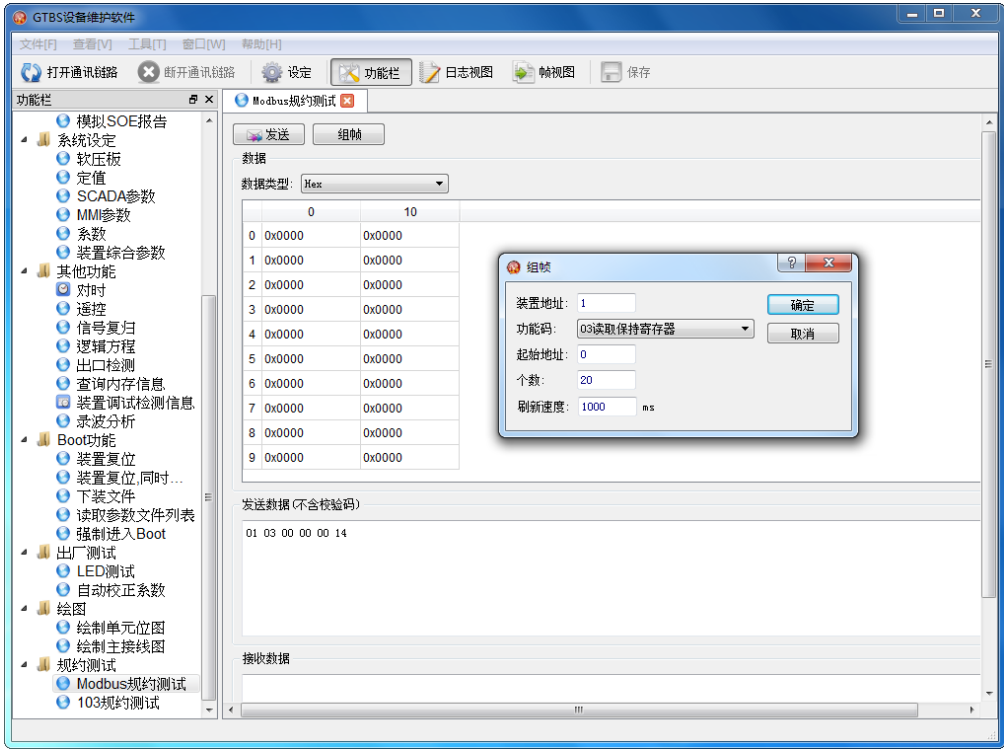 GTBS设备维护软件
文件[F] 查看[V] 工具[T] 窗口[W] 帮助[H]
打开通讯链路 断开通讯链路 设定 功能栏 日志视图 帧视图 保存
功能栏
模拟SOE报告
系统设定
软压板
定值
SCADA参数
MMI参数
系数
装置综合参数
其他功能
对时
遥控
信号复归
逻辑方程
出口检测
查询内存信息
装置调试检测信息
录波分析
Boot功能
装置复位
装置复位,同时...
下装文件
读取参数文件列表
强制进入Boot
出厂测试
LED测试
自动校正系数
绘图
绘制单元位图
绘制主接线图
规约测试
Modbus规约测试
103规约测试
Modbus规约测试
发送 组帧
数据
数据类型: Hex
0 10
0 0x0000 0x0000
1 0x0000 0x0000
2 0x0000 0x0000
3 0x0000 0x0000
4 0x0000 0x0000
5 0x0000 0x0000
6 0x0000 0x0000
7 0x0000 0x0000
8 0x0000 0x0000
9 0x0000 0x0000
发送数据(不含校验码)
01 03 00 00 00 14
接收数据
组帧
装置地址: 1 确定
功能码: 03读取保持寄存器 取消
起始地址: 0
个数: 20
刷新速度: 1000 ms